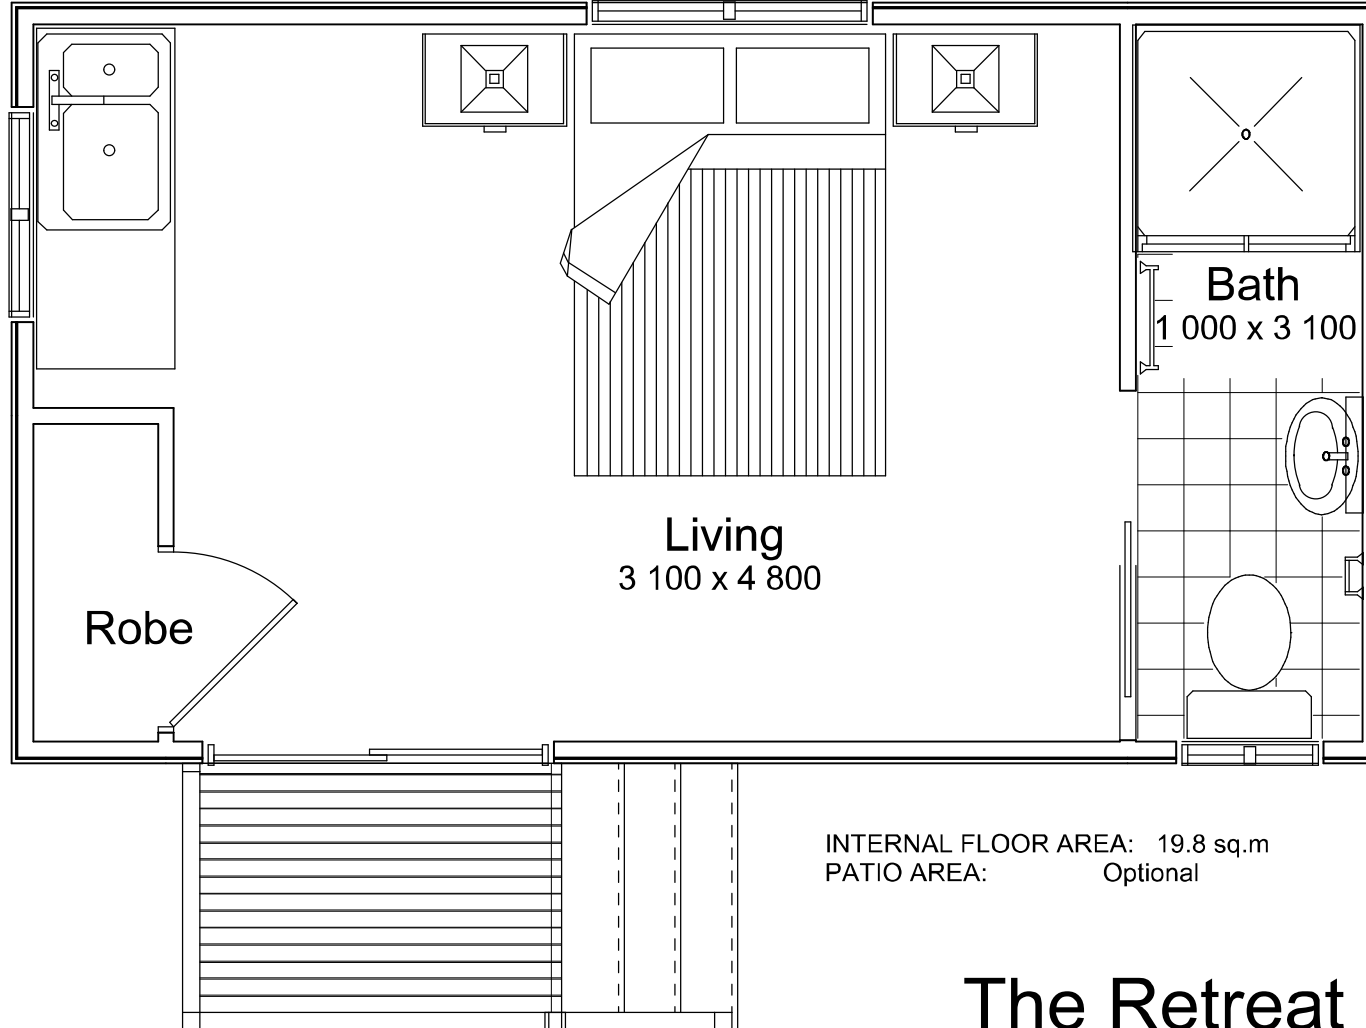 Bath
1 000 x 3 100
Living
3 100 x 4 800
Robe
INTERNAL FLOOR AREA: 19.8 sq.m
PATIO AREA: Optional
The Retreat